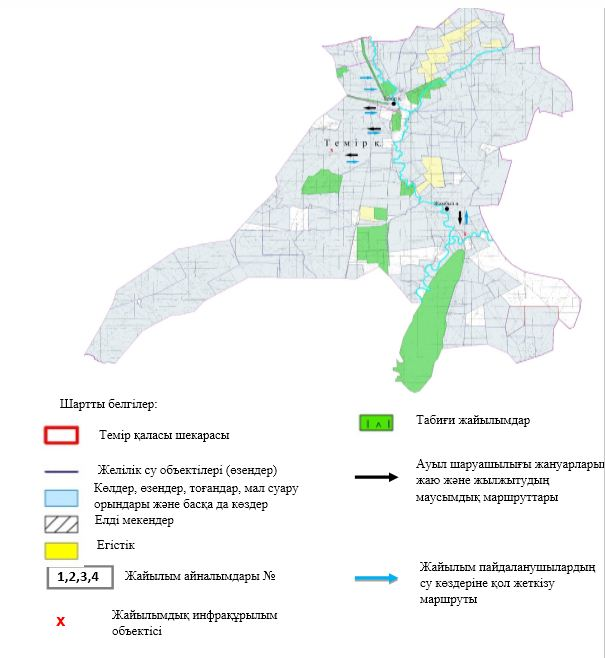 Темір к.
Жамбыл а
Шартты белгілер:
Темір қаласы шекарасы
Желілік су объектілері (өзендер)
Көлдер, өзендер, тоғандар, мал суару
орындары және басқа да көздер
Елді мекендер
Егістік
1,2,3,4
Жайылым айналымдары №
x
Жайылымдық инфрақұрылым
объектісі
Табиғи жайылымдар
Ауыл шаруашылығы жануарлары
жаю және жылжытудың
маусымдық маршруттары
Жайылым пайдаланушылардың
су көздеріне қол жеткізу
маршруты